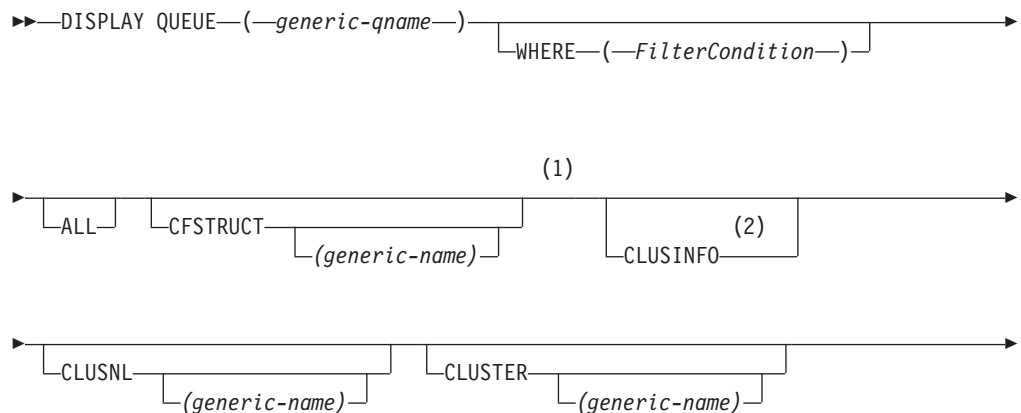 DISPLAY QUEUE ( generic-qname )
WHERE ( FilterCondition )
(1)
ALL CFSTRUCT (2)
(generic-name) CLUSINFO
CLUSNL CLUSTER
(generic-name) (generic-name)